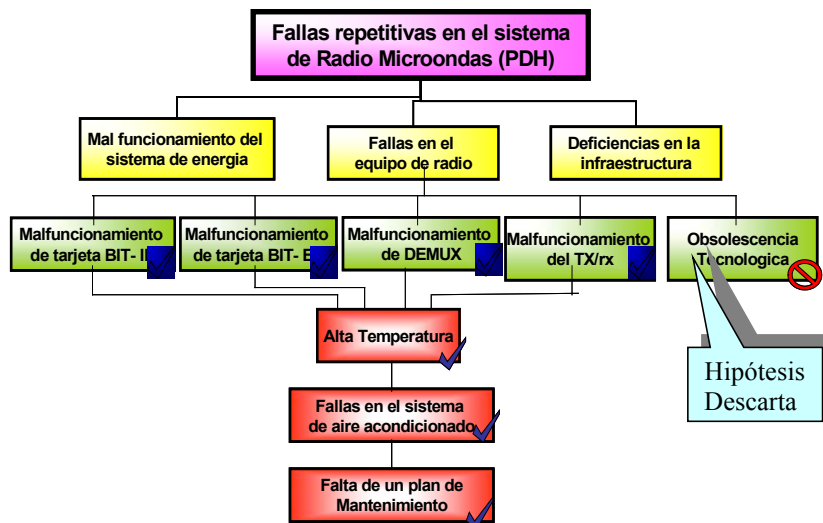 Fallas repetitivas en el sistema
de Radio Microondas (PDH)
Mal funcionamiento del
sistema de energia
Fallas en el
equipo de radio
Deficiencias en la
infraestructura
Malfuncionamiento
de tarjeta BIT- I
Malfuncionamiento
de tarjeta BIT- E
Malfuncionamiento
de DEMUX
Malfuncionamiento
del TX/rx
Obsolescencia
Tecnologica
Alta Temperatura
Hipótesis
Descarta
Fallas en el sistema
de aire acondicionado
Falta de un plan de
Mantenimiento